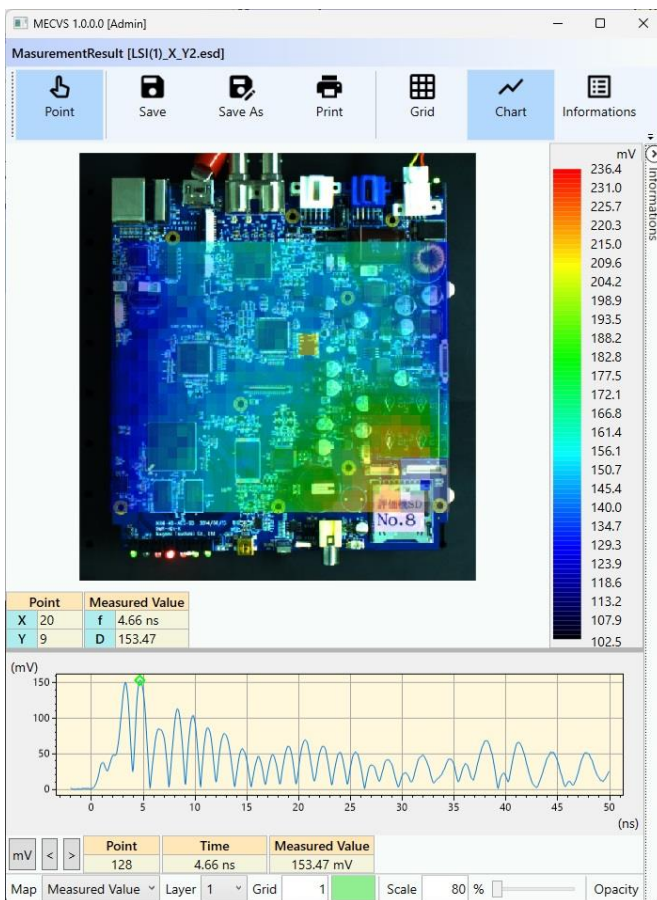 MECVS 1.0.0.0 [Admin]
MasurementResult [LSI(1)_X_Y2.esd]
Point Save Save As Print Grid Chart Informations
mV
Informations
236.4
231.0
225.7
220.3
215.0
209.6
204.2
198.9
193.5
188.2
182.8
177.5
172.1
166.8
161.4
156.1
150.7
145.4
140.0
134.7
129.3
123.9
118.6
113.2
107.9
102.5
評価機SD
No.8
Point Measured Value
X 20 f 4.66 ns
Y 9 D 153.47
(mV)
150
100
50
0
0 5 10 15 20 25 30 35 40 45 50
(ns)
mV < > Point Time Measured Value
128 4.66 ns 153.47 mV
Map Measured Value Layer 1 Grid 1 Scale 80 % Opacity